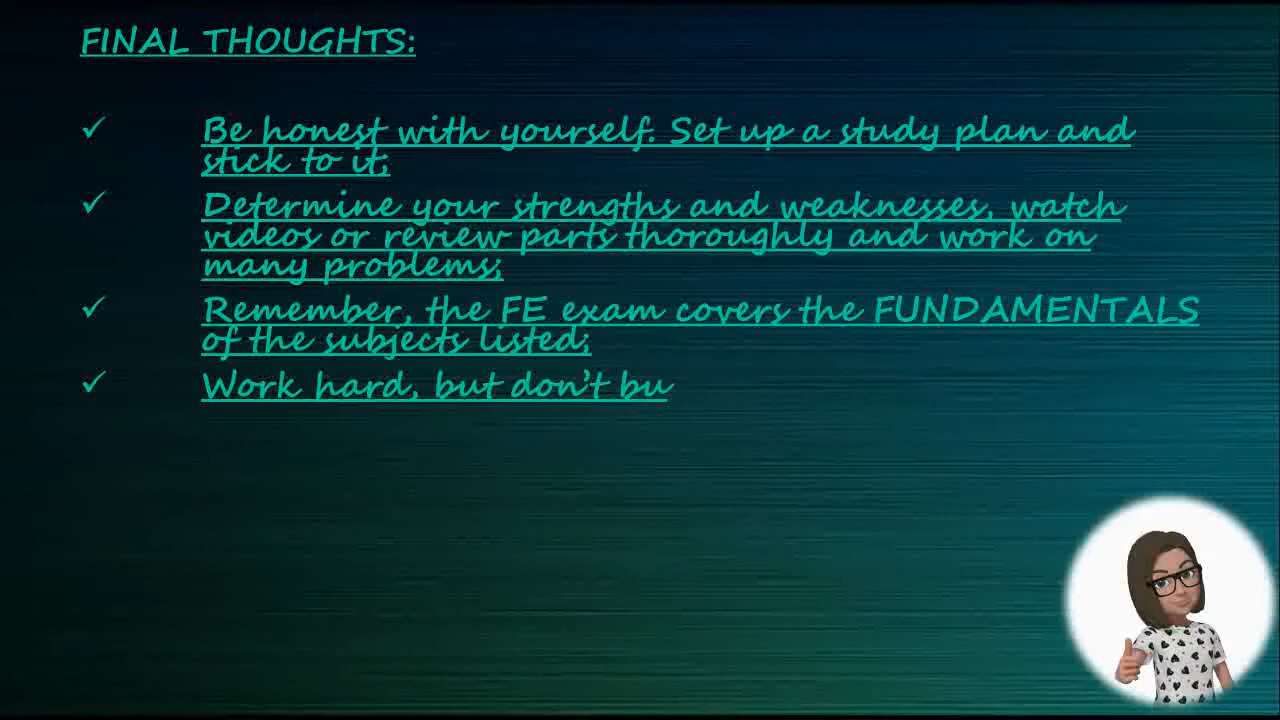 FINAL THOUGHTS:
✓ Be honest with yourself. Set up a study plan and
stick to it;
✓ Determine your strengths and weaknesses, watch
videos or review parts thoroughly and work on
many problems;
✓ Remember, the FE exam covers the FUNDAMENTALS
of the subjects listed;
✓ Work hard, but don’t bu